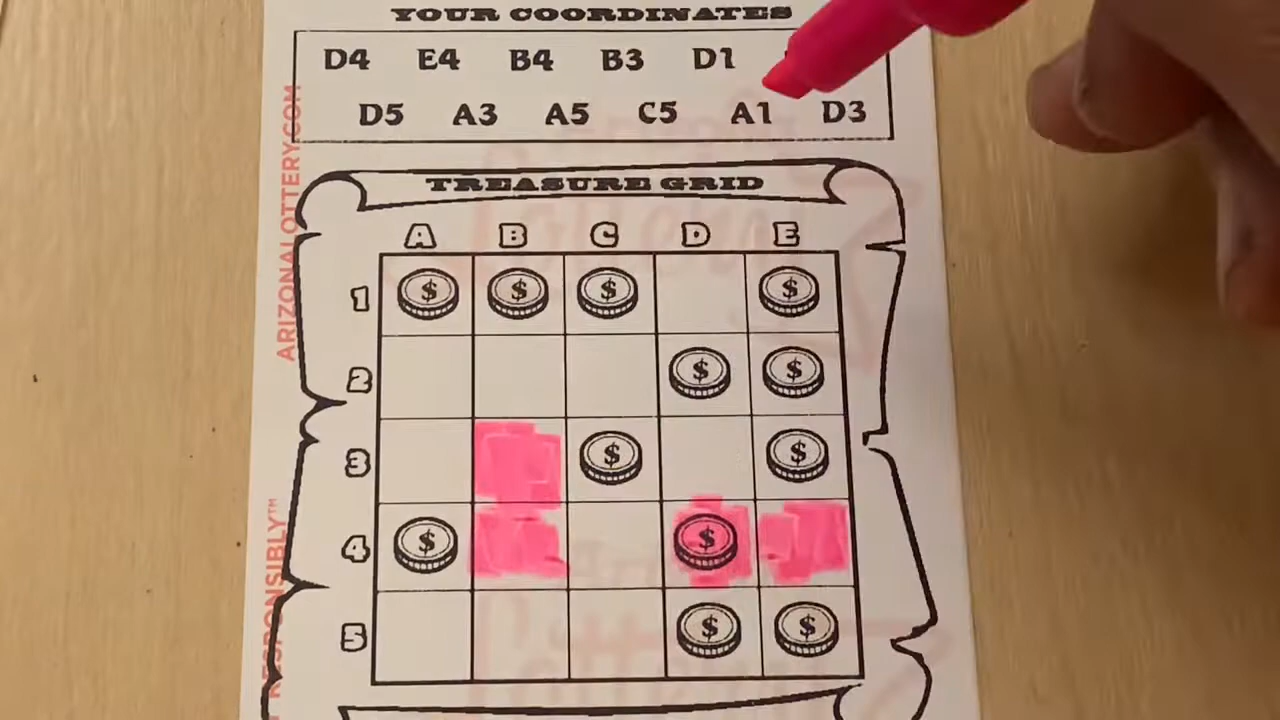 YOUR COORDINATES
D4 E4 B4 B3 D1
D5 A3 A5 C5 A1 D3
ARIZONALOTTERY.COM
RESPONSIBLY™
TREASURE GRID
A B C D E
1 $ $ $ $
2 $ $
3 $ $
4 $ $
5 $ $